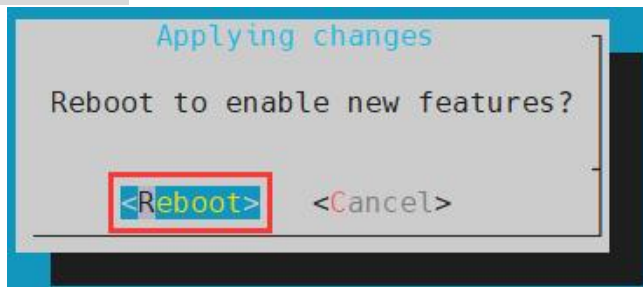 Applying changes
Reboot to enable new features?
<Reboot> <Cancel>